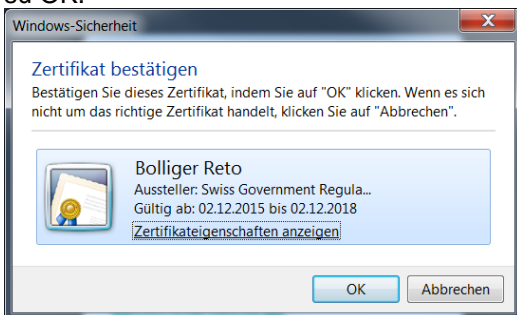 su OK.
Windows-Sicherheit
Zertifikat bestätigen
Bestätigen Sie dieses Zertifikat, indem Sie auf "OK" klicken. Wenn es sich
nicht um das richtige Zertifikat handelt, klicken Sie auf "Abbrechen".
Bolliger Reto
Aussteller: Swiss Government Regula...
Gültig ab: 02.12.2015 bis 02.12.2018
Zertifikateigenschaften anzeigen
OK
Abbrechen